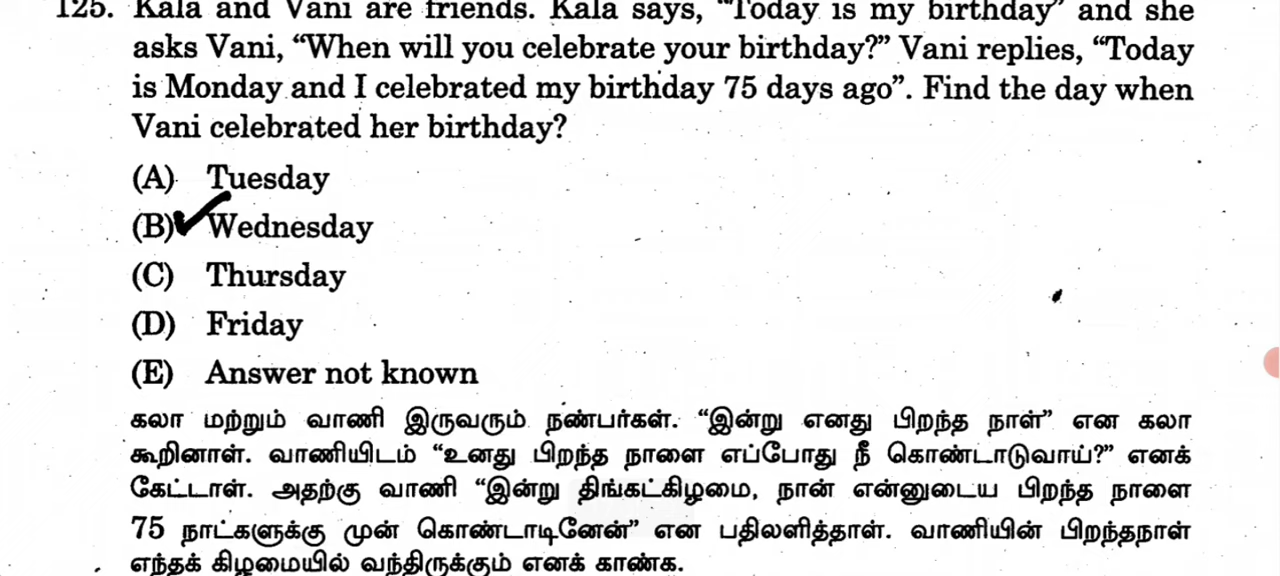 125. Kala and Vani are friends. Kala says, “Today is my birthday” and she
asks Vani, “When will you celebrate your birthday?” Vani replies, “Today
is Monday and I celebrated my birthday 75 days ago”. Find the day when
Vani celebrated her birthday?
(A) Tuesday
(B) Wednesday
(C) Thursday
(D) Friday
(E) Answer not known
கலா மற்றும் வாணி இருவரும் நண்பர்கள். “இன்று எனது பிறந்த நாள்” என கலா
கூறினாள். வாணியிடம் “உனது பிறந்த நாளை எப்போது நீ கொண்டாடுவாய்?” எனக்
கேட்டாள். அதற்கு வாணி “இன்று திங்கட்கிழமை, நான் என்னுடைய பிறந்த நாளை
75 நாட்களுக்கு முன் கொண்டாடினேன்” என பதிலளித்தாள். வாணியின் பிறந்தநாள்
எந்தக் கிழமையில் வந்திருக்கும் எனக் காண்க.